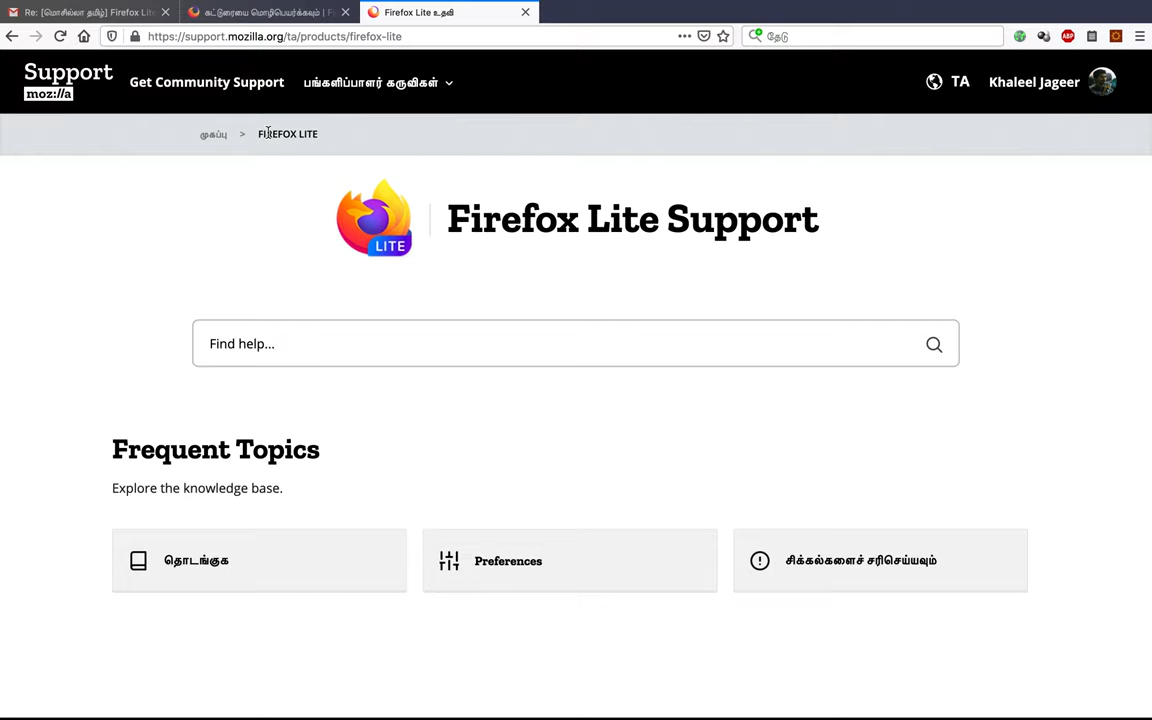 Re: [மொசில்லா தமிழ்] Firefox Lit
கட்டுரையை மொழிபெயர்க்கவும் | Fi
Firefox Lite உதவி
https://support.mozilla.org/ta/products/firefox-lite
தேடு
ABP
Support
moz://a
Get Community Support
பங்களிப்பாளர் கருவிகள்
TA
Khaleel Jageer
முகப்பு > FIREFOX LITE
LITE
Firefox Lite Support
Find help...
Frequent Topics
Explore the knowledge base.
தொடங்குக
Preferences
சிக்கல்களைச் சரிசெய்யவும்